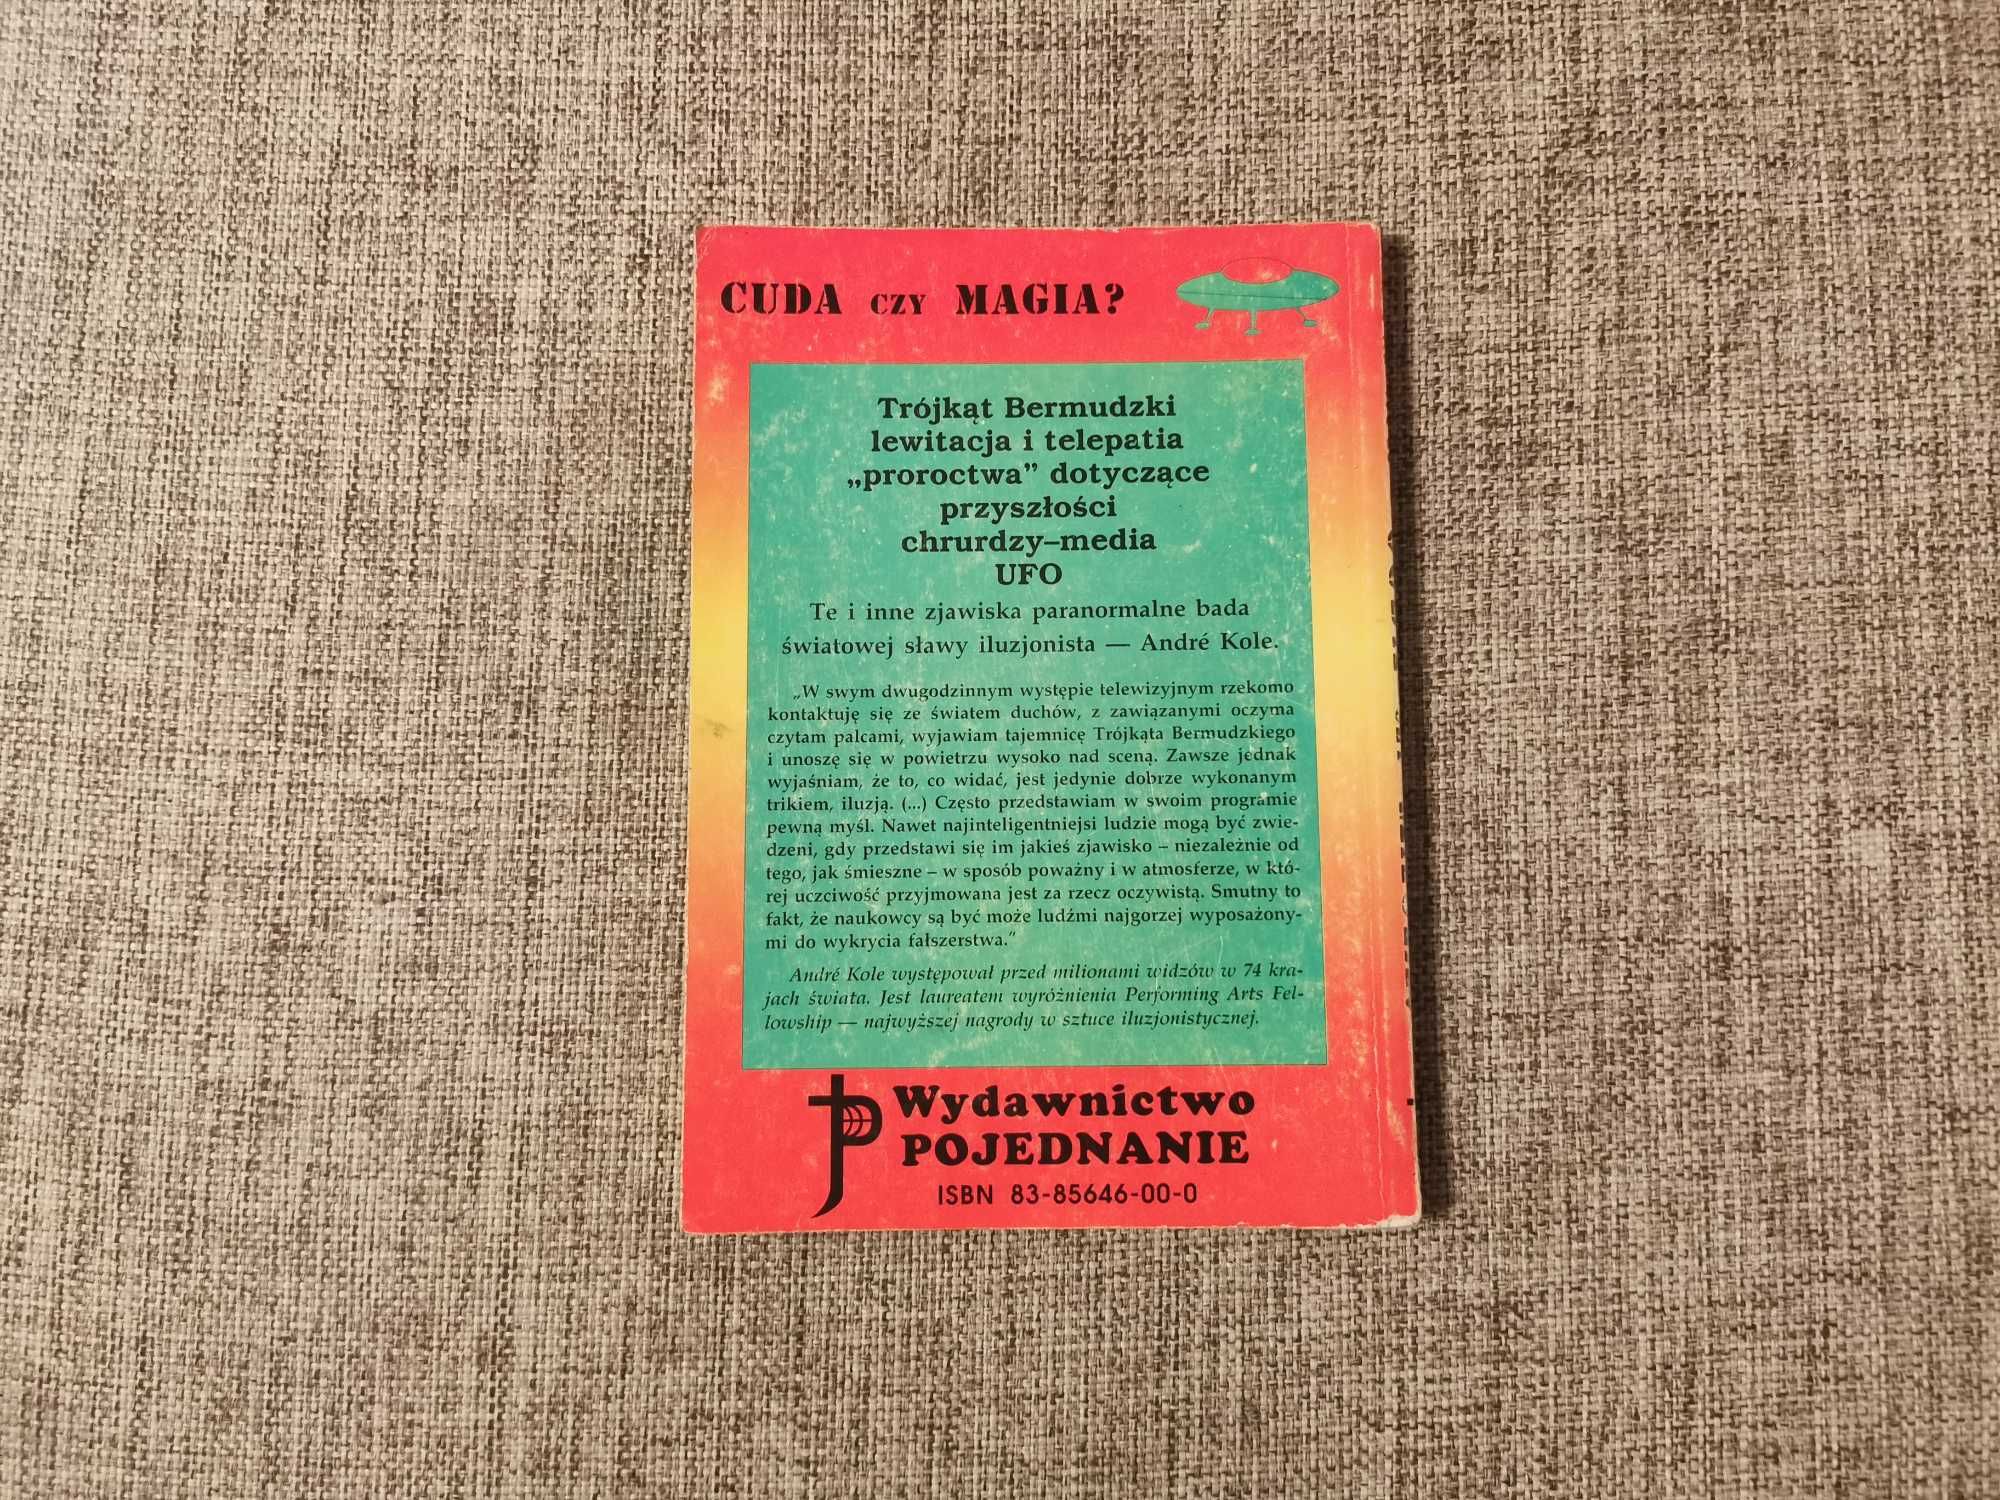 CUDA CZY MAGIA?
Trójkąt Bermudzki
lewitacja i telepatia
„proroctwa” dotyczące
przyszłości
chrurdzy–media
UFO
Te i inne zjawiska paranormalne bada
światowej sławy iluzjonista — André Kole.
„W swym dwugodzinnym występie telewizyjnym rzekomo
kontaktuję się ze światem duchów, z zawiązanymi oczyma
czytam palcami, wyjawiam tajemnicę Trójkąta Bermudzkiego
i unoszę się w powietrzu wysoko nad sceną. Zawsze jednak
wyjaśniam, że to, co widać, jest jedynie dobrze wykonanym
trikiem, iluzją. (...) Często przedstawiam w swoim programie
pewną myśl. Nawet najinteligentniejsi ludzie mogą być zwie-
dzeni, gdy przedstawi się im jakieś zjawisko – niezależnie od
tego, jak śmieszne – w sposób poważny i w atmosferze, w któ-
rej uczciwość przyjmowana jest za rzecz oczywistą. Smutny to
fakt, że naukowcy są być może ludźmi najgorzej wyposażony-
mi do wykrycia fałszerstwa.”
André Kole występował przed milionami widzów w 74 kra-
jach świata. Jest laureatem wyróżnienia Performing Arts Fel-
lowship — najwyższej nagrody w sztuce iluzjonistycznej.
Wydawnictwo
POJEDNANIE
ISBN 83-85646-00-0